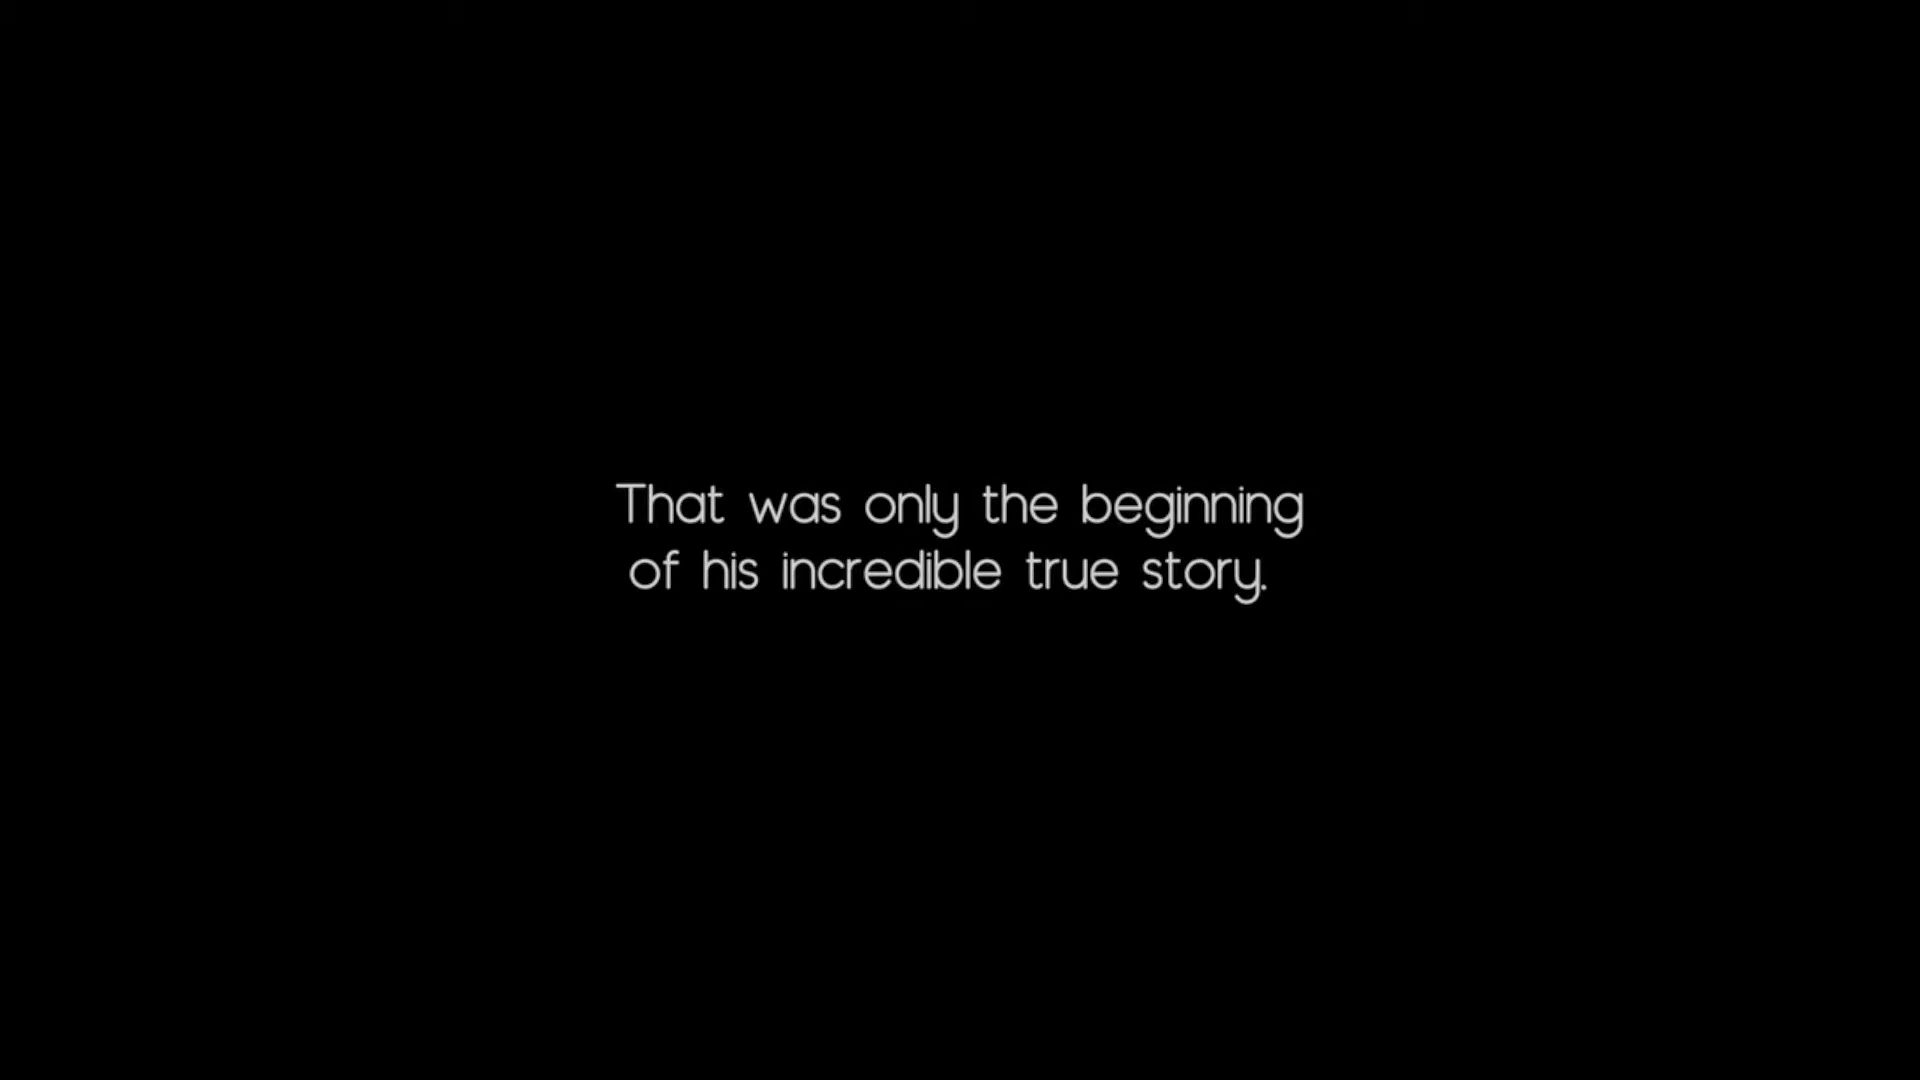 That was only the beginning
of his incredible true story.